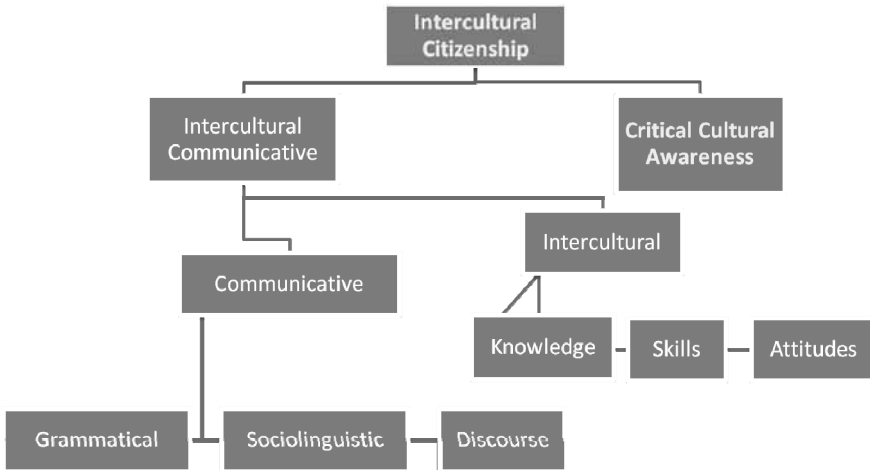 Intercultural
Citizenship
Intercultural
Communicative
Critical Cultural
Awareness
Intercultural
Communicative
Knowledge
Skills
Attitudes
Grammatical
Sociolinguistic
Discourse